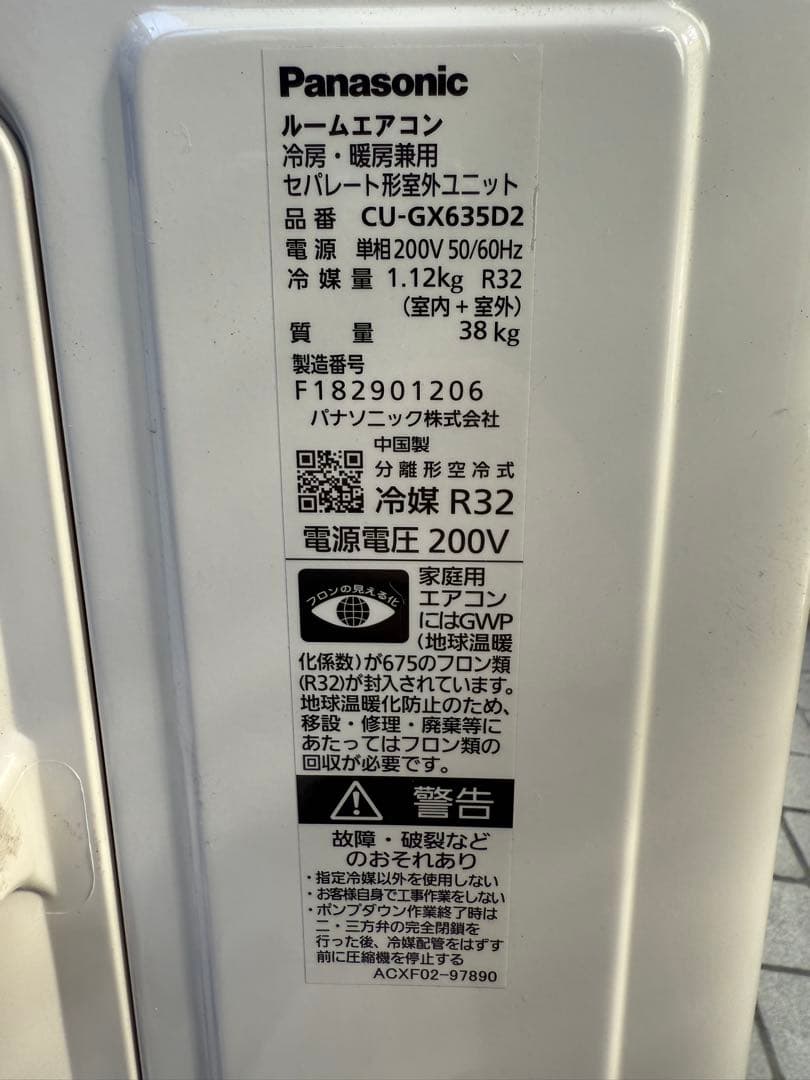 Panasonic
ルームエアコン
冷房・暖房兼用
セパレート形室外ユニット
品番 CU-GX635D2
電源 単相200V 50/60Hz
冷媒量 1.12kg R32
(室内+室外)
質量 38kg
製造番号
F182901206
パナソニック株式会社
中国製
分離形空冷式
冷媒 R32
電源電圧 200V
フロンの見える化
家庭用
エアコン
にはGWP
(地球温暖
化係数)が675のフロン類
(R32)が封入されています。
地球温暖化防止のため、
移設・修理・廃棄等に
あたってはフロン類の
回収が必要です。
警告
故障・破裂など
のおそれあり
・指定冷媒以外を使用しない
・お客様自身で工事作業をしない
・ポンプダウン作業終了時は
二・三方弁の完全閉鎖を
行った後、冷媒配管をはずす
前に圧縮機を停止する
ACXF02-97890